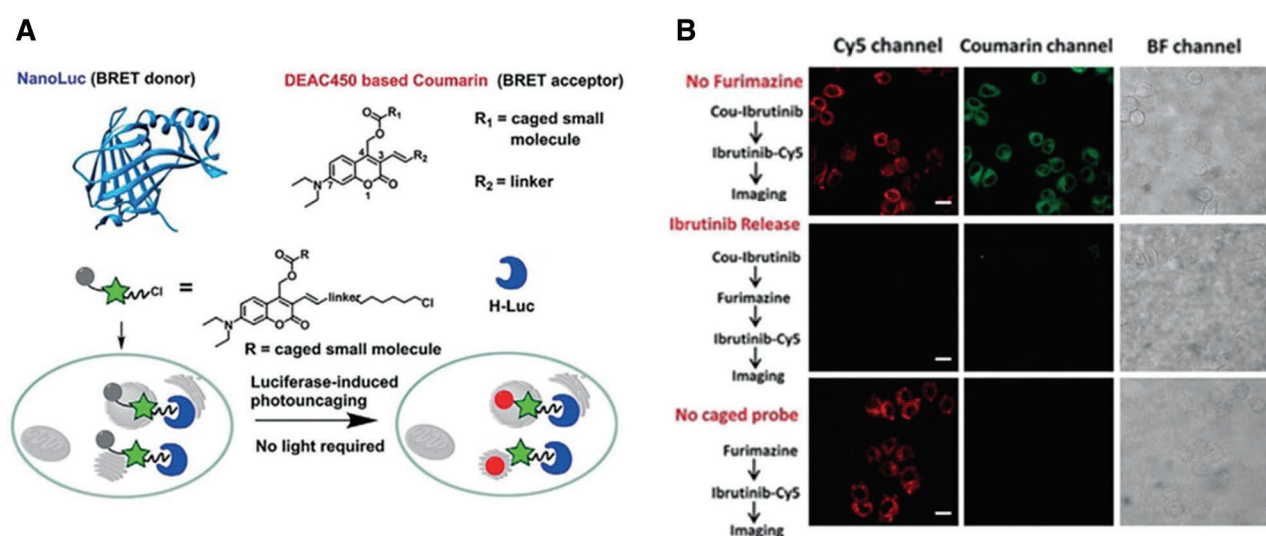 A
NanoLuc (BRET donor)
DEAC450 based Coumarin (BRET acceptor)
O
R₁
O
4
3
R₂
N
7
O
1
O
R₁ = caged small
molecule
R₂ = linker
Cl
=
O
R
O
linker
Cl
N
O
O
R = caged small molecule
H-Luc
Luciferase-induced
photouncaging
No light required
B
Cy5 channel
Coumarin channel
BF channel
No Furimazine
Cou-Ibrutinib
Ibrutinib-Cy5
Imaging
Ibrutinib Release
Cou-Ibrutinib
Furimazine
Ibrutinib-Cy5
Imaging
No caged probe
Furimazine
Ibrutinib-Cy5
Imaging